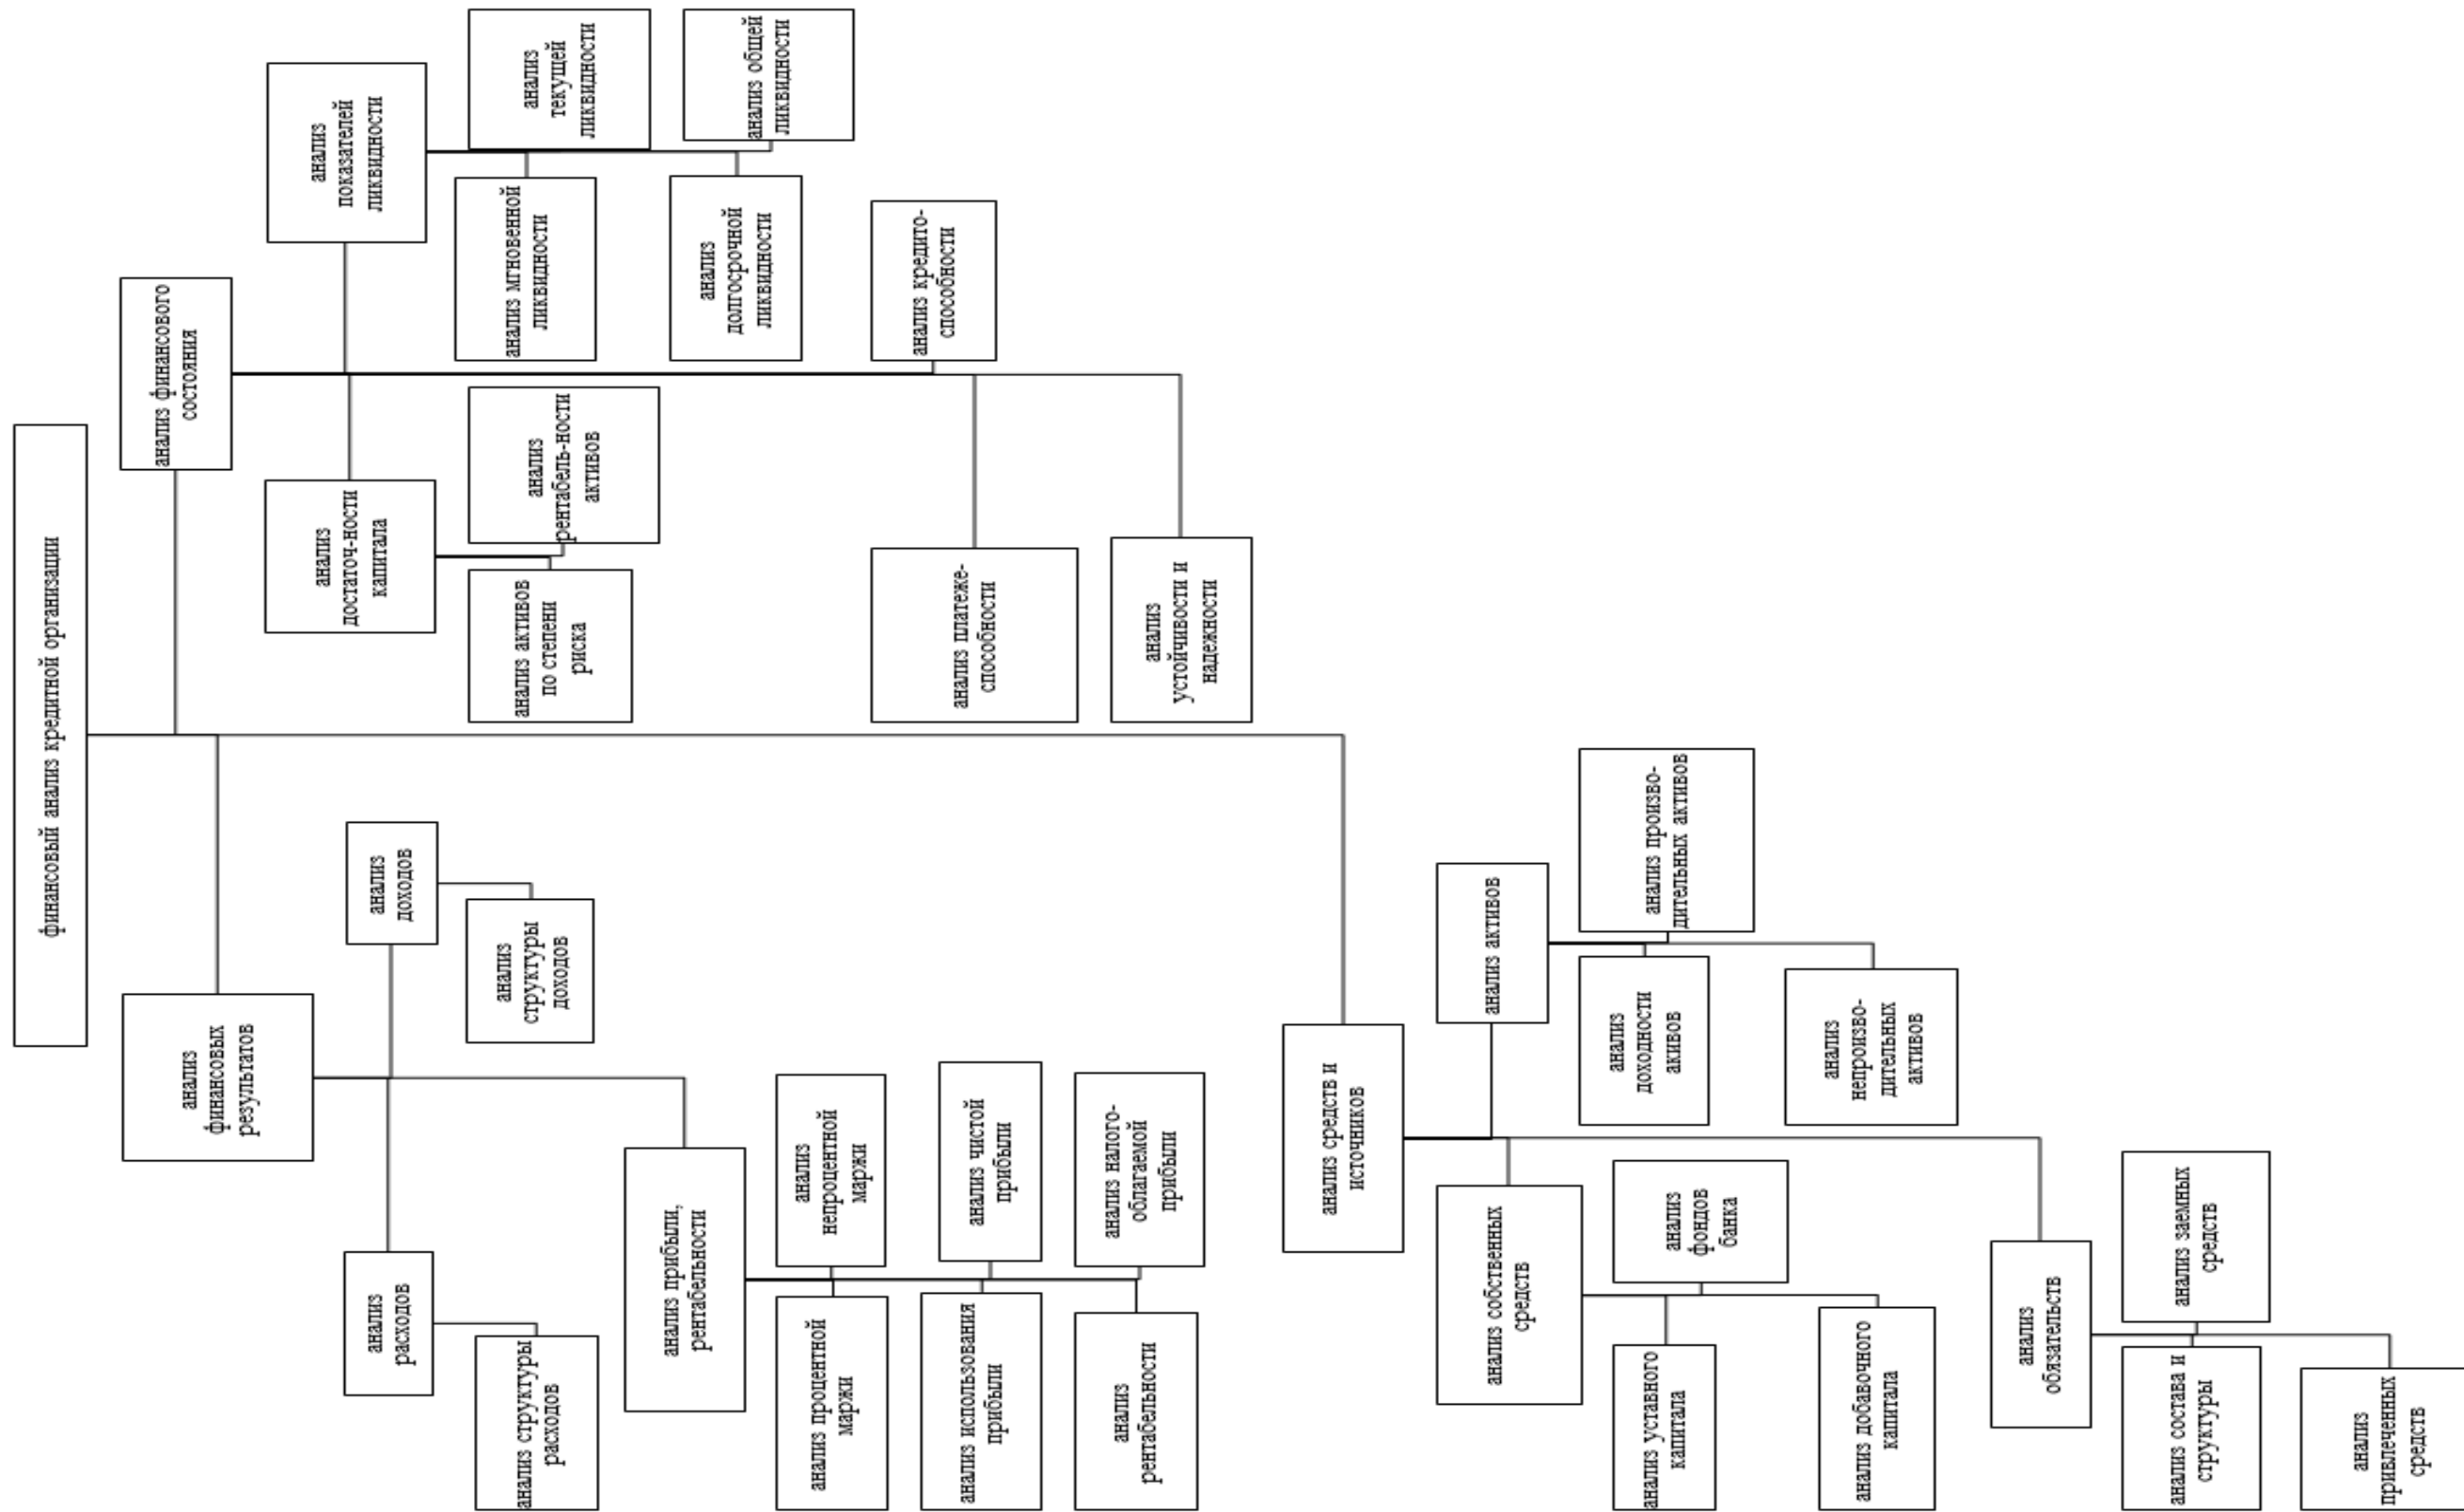 финансовый анализ кредитной организации
анализ
финансовых
результатов
анализ финансового
состояния
анализ
расходов
анализ
доходов
анализ структуры
расходов
анализ
структуры
доходов
анализ прибыли,
рентабельности
анализ процентной
маржи
анализ
непроцентной
маржи
анализ использования
прибыли
анализ чистой
прибыли
анализ
рентабельности
анализ налого-
облагаемой
прибыли
анализ
достаточ-ности
капитала
анализ
показателей
ликвидности
анализ активов
по степени
риска
анализ
рентабель-ности
активов
анализ мгновенной
ликвидности
анализ
текущей
ликвидности
анализ
долгосрочной
ликвидности
анализ общей
ликвидности
анализ платеже-
способности
анализ кредито-
способности
анализ
устойчивости и
надежности
анализ средств и
источников
анализ собственных
средств
анализ активов
анализ уставного
капитала
анализ
фондов
банка
анализ добавочного
капитала
анализ
доходности
акивов
анализ произво-
дительных активов
анализ
непроизво-
дительных
активов
анализ
обязательств
анализ состава и
структуры
анализ заемных
средств
анализ
привлеченных
средств